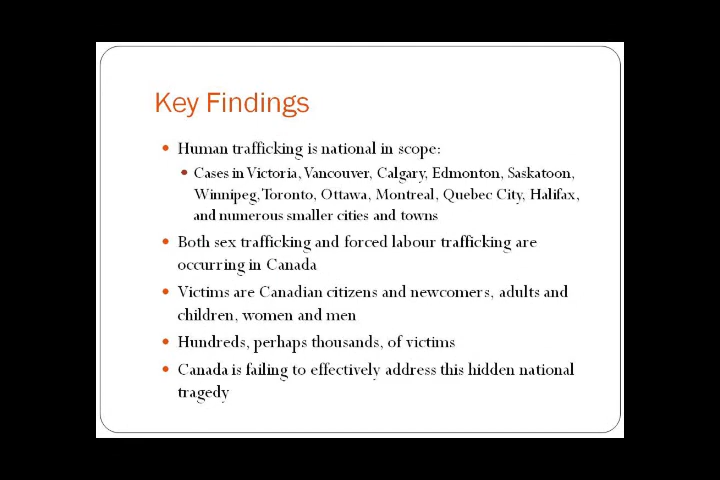 Key Findings
• Human trafficking is national in scope:
• Cases in Victoria, Vancouver, Calgary, Edmonton, Saskatoon,
Winnipeg, Toronto, Ottawa, Montreal, Quebec City, Halifax,
and numerous smaller cities and towns
• Both sex trafficking and forced labour trafficking are
occurring in Canada
• Victims are Canadian citizens and newcomers, adults and
children, women and men
• Hundreds, perhaps thousands, of victims
• Canada is failing to effectively address this hidden national
tragedy